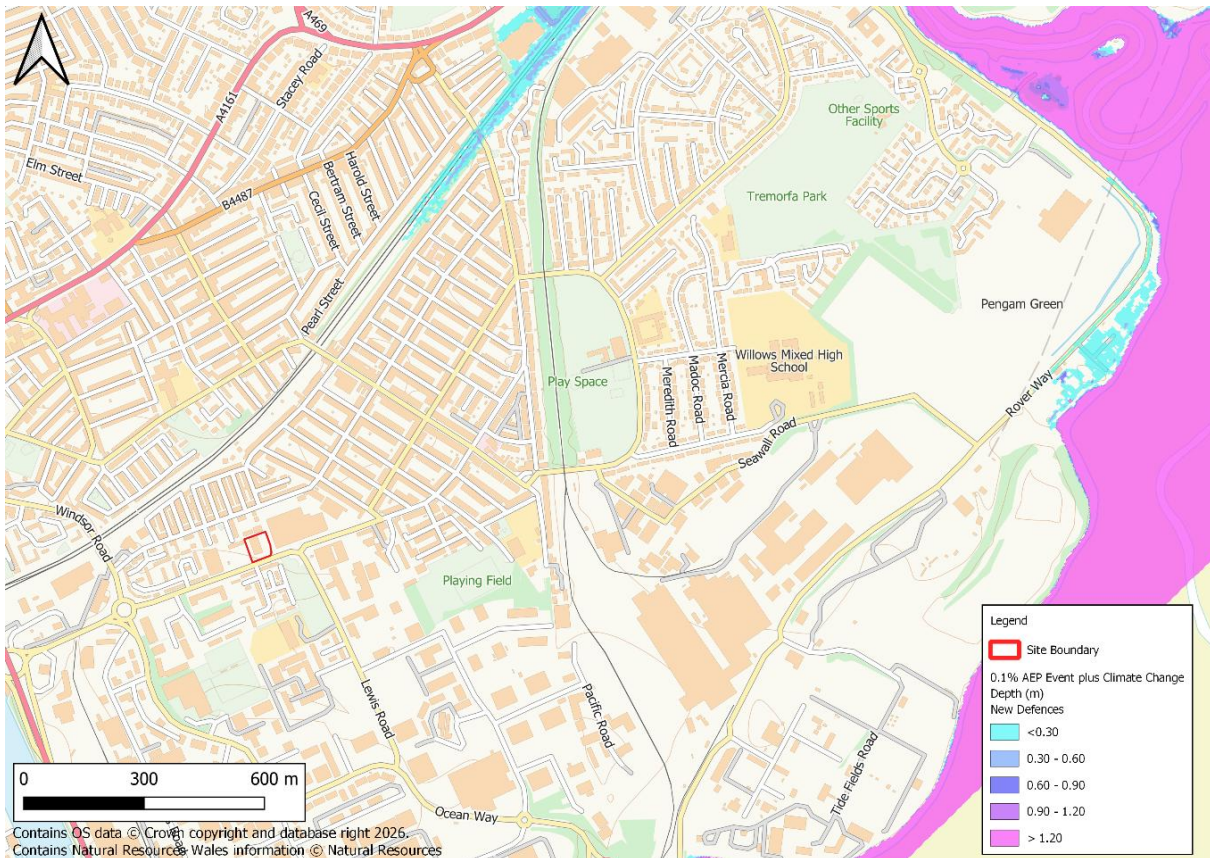 A469
A4161
Stacey Road
Elm Street
B4487
Harold Street
Bertram Street
Cecil Street
Pearl Street
Other Sports
Facility
Tremorfa Park
Pengam Green
Willows Mixed High
School
Play Space
Meredith Road
Madoc Road
Mercia Road
Rover Way
Seawall Road
Windsor Road
Playing Field
Lewis Road
Pacific Road
Tide Fields Road
Ocean Way
Road
Legend
Site Boundary
0.1% AEP Event plus Climate Change
Depth (m)
New Defences
<0.30
0.30 - 0.60
0.60 - 0.90
0.90 - 1.20
> 1.20
0 300 600 m
Contains OS data © Crown copyright and database right 2026.
Contains Natural Resources Wales information © Natural Resources